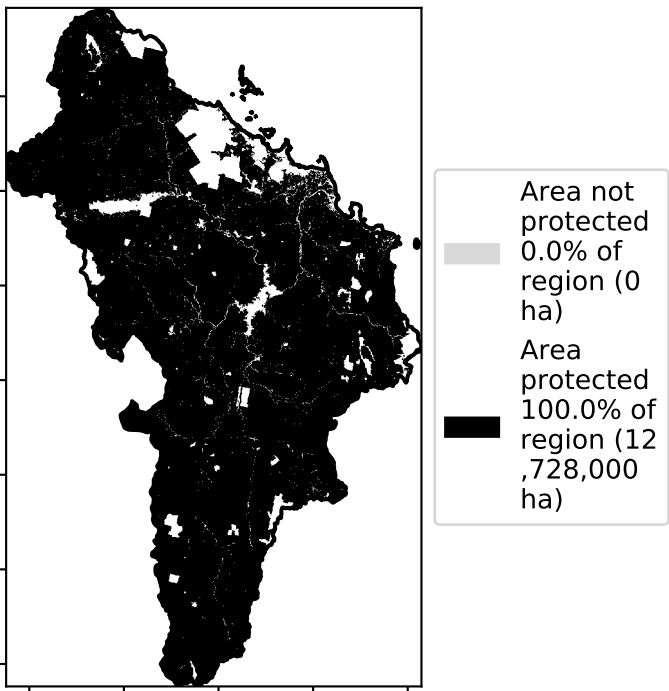 Area not
protected
0.0% of
region (0
ha)
Area
protected
100.0% of
region (12
,728,000
ha)